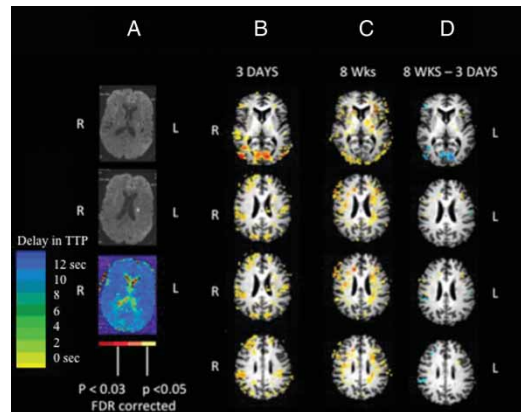 A B C D
3 DAYS 8 Wks 8 WKS – 3 DAYS
R L R L
R L R L
Delay in TTP
12 sec
10
8
6
4
2
0 sec
R L R L
R L
P < 0.03 p <0.05
FDR corrected